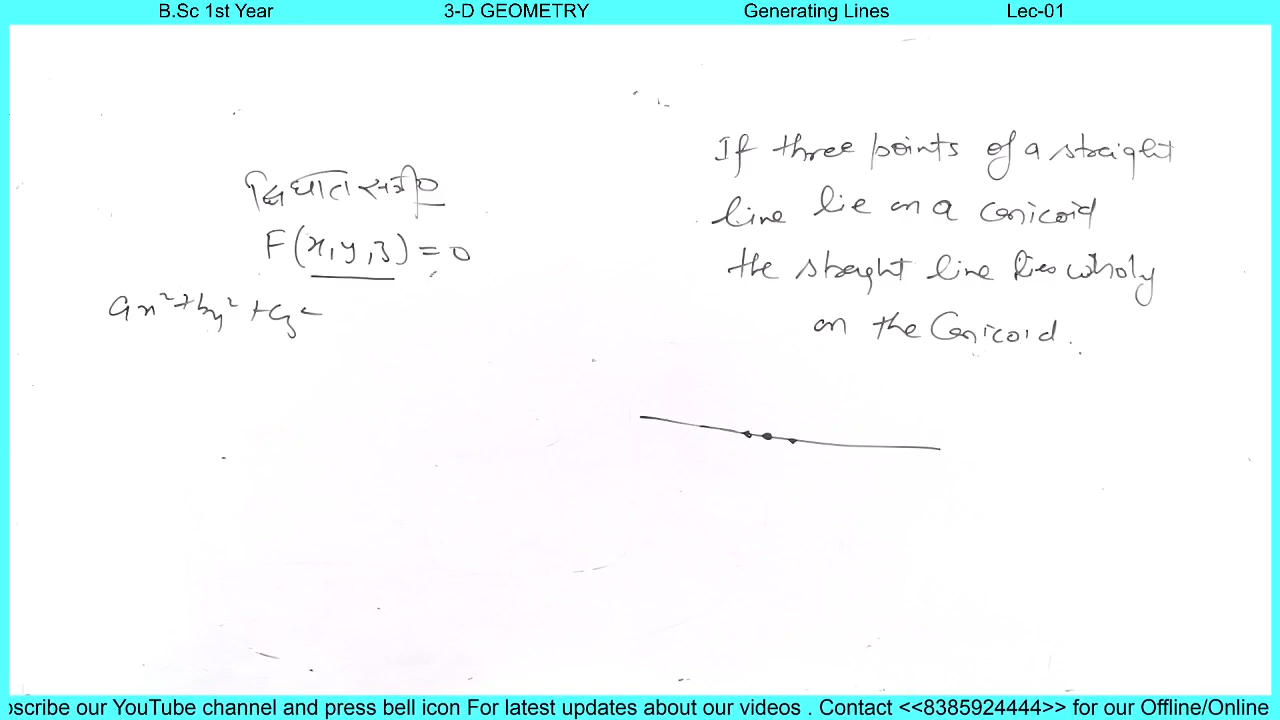 B.Sc 1st Year 3-D GEOMETRY Generating Lines Lec-01
द्विघात समी०
F(x,y,z)=0
ax²+by²+cz²
If three points of a straight
line lie on a Conicoid
the straight line lies wholy
on the Conicoid.
scribe our YouTube channel and press bell icon For latest updates about our videos . Contact <<8385924444>> for our Offline/Online